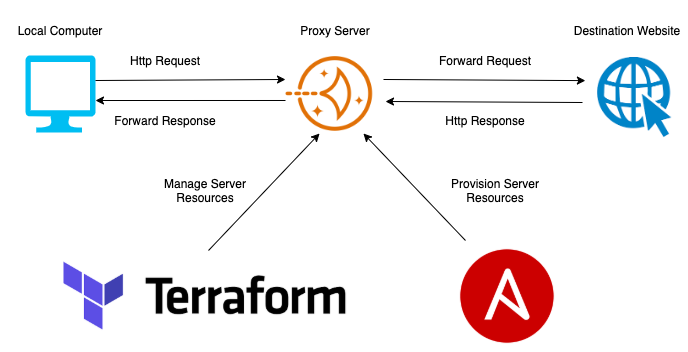 Local Computer
Proxy Server
Destination Website
Http Request
Forward Request
Forward Response
Http Response
Manage Server
Resources
Provision Server
Resources
Terraform